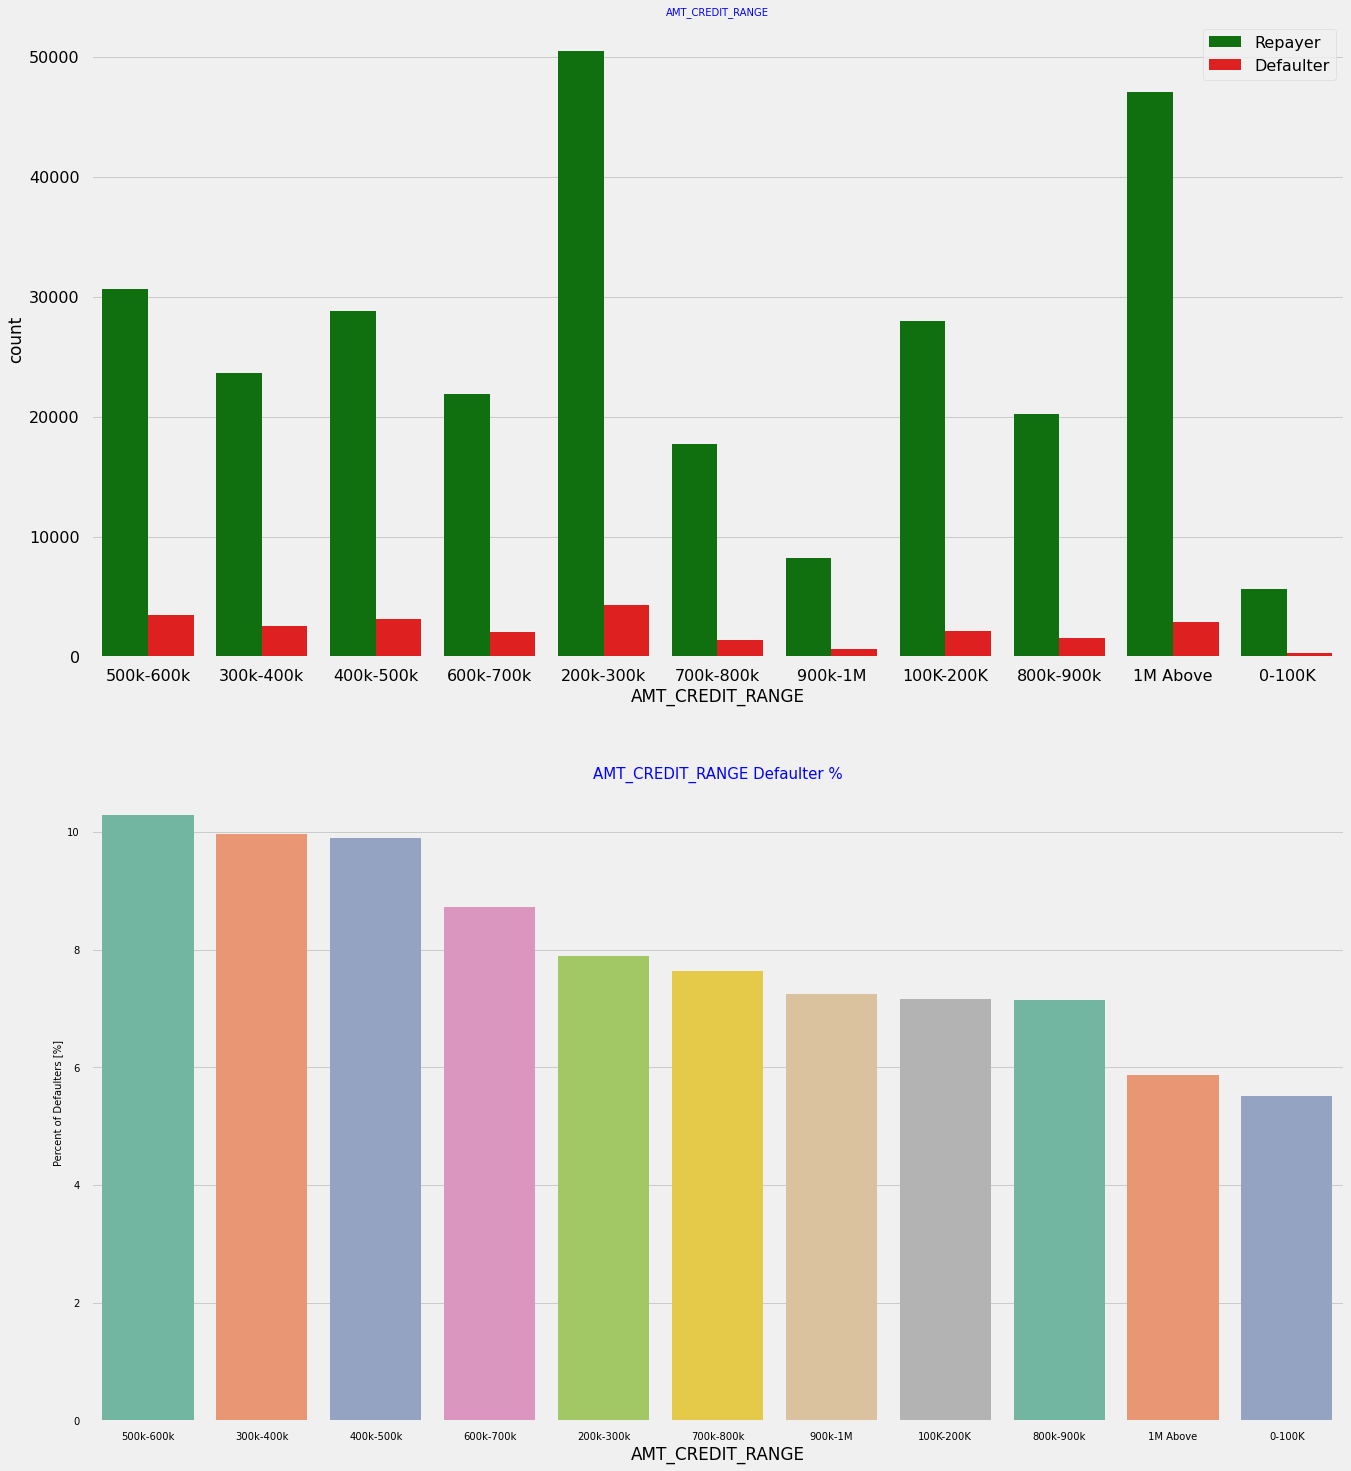 AMT_CREDIT_RANGE
Repayer
Defaulter
50000
40000
30000
20000
10000
0
count
500k-600k 300k-400k 400k-500k 600k-700k 200k-300k 700k-800k 900k-1M 100K-200K 800k-900k 1M Above 0-100K
AMT_CREDIT_RANGE
AMT_CREDIT_RANGE Defaulter %
10
8
6
4
2
0
Percent of Defaulters [%]
500k-600k 300k-400k 400k-500k 600k-700k 200k-300k 700k-800k 900k-1M 100K-200K 800k-900k 1M Above 0-100K
AMT_CREDIT_RANGE